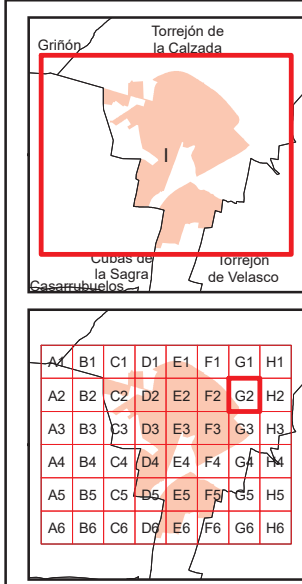 Torrejón de
la Calzada
Griñón
I
Cubas de
la Sagra
Torrejón
de Velasco
Casarrubuelos
A1 B1 C1 D1 E1 F1 G1 H1
A2 B2 C2 D2 E2 F2 G2 H2
A3 B3 C3 D3 E3 F3 G3 H3
A4 B4 C4 D4 E4 F4 G4 H4
A5 B5 C5 D5 E5 F5 G5 H5
A6 B6 C6 D6 E6 F6 G6 H6